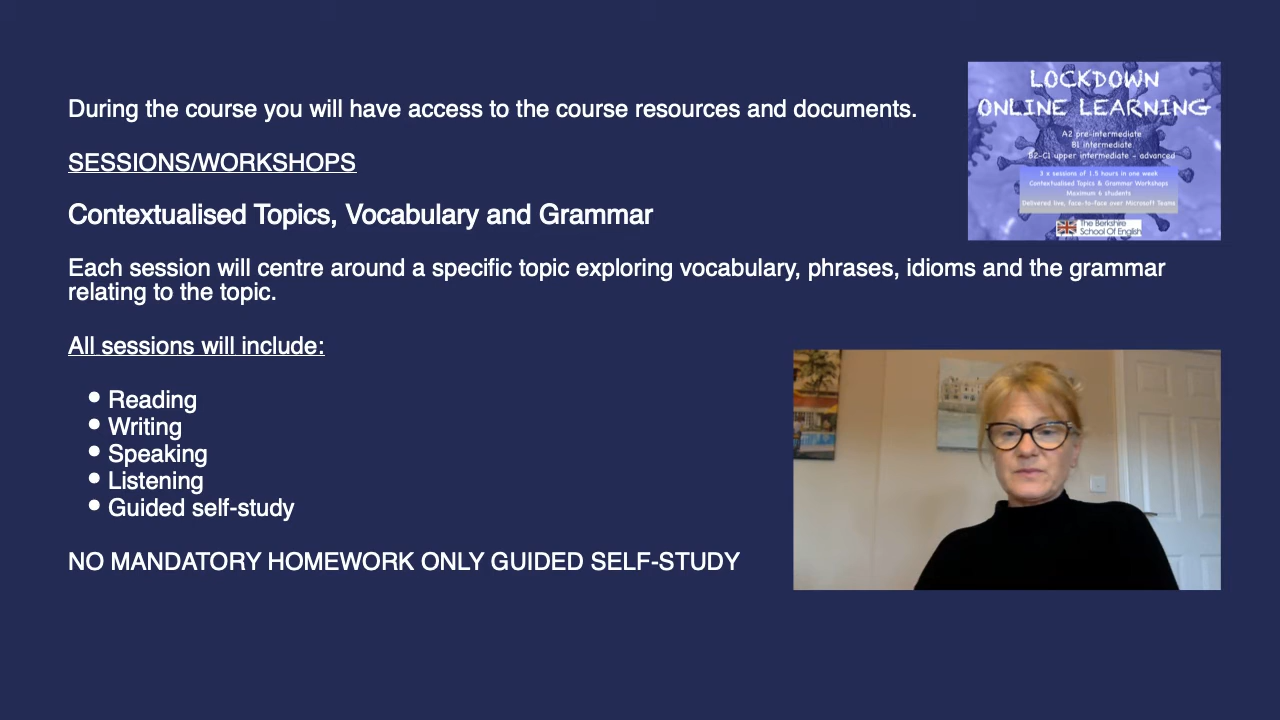 During the course you will have access to the course resources and documents.
SESSIONS/WORKSHOPS
Contextualised Topics, Vocabulary and Grammar
Each session will centre around a specific topic exploring vocabulary, phrases, idioms and the grammar
relating to the topic.
All sessions will include:
• Reading
• Writing
• Speaking
• Listening
• Guided self-study
NO MANDATORY HOMEWORK ONLY GUIDED SELF-STUDY
LOCKDOWN
ONLINE LEARNING
A2 pre-intermediate
B1 intermediate
B2-C1 upper intermediate - advanced
3 x sessions of 1.5 hours in one week
Contextualised Topics & Grammar Workshops
Maximum 6 students
Delivered live, face-to-face over Microsoft Teams
The Berkshire
School Of English